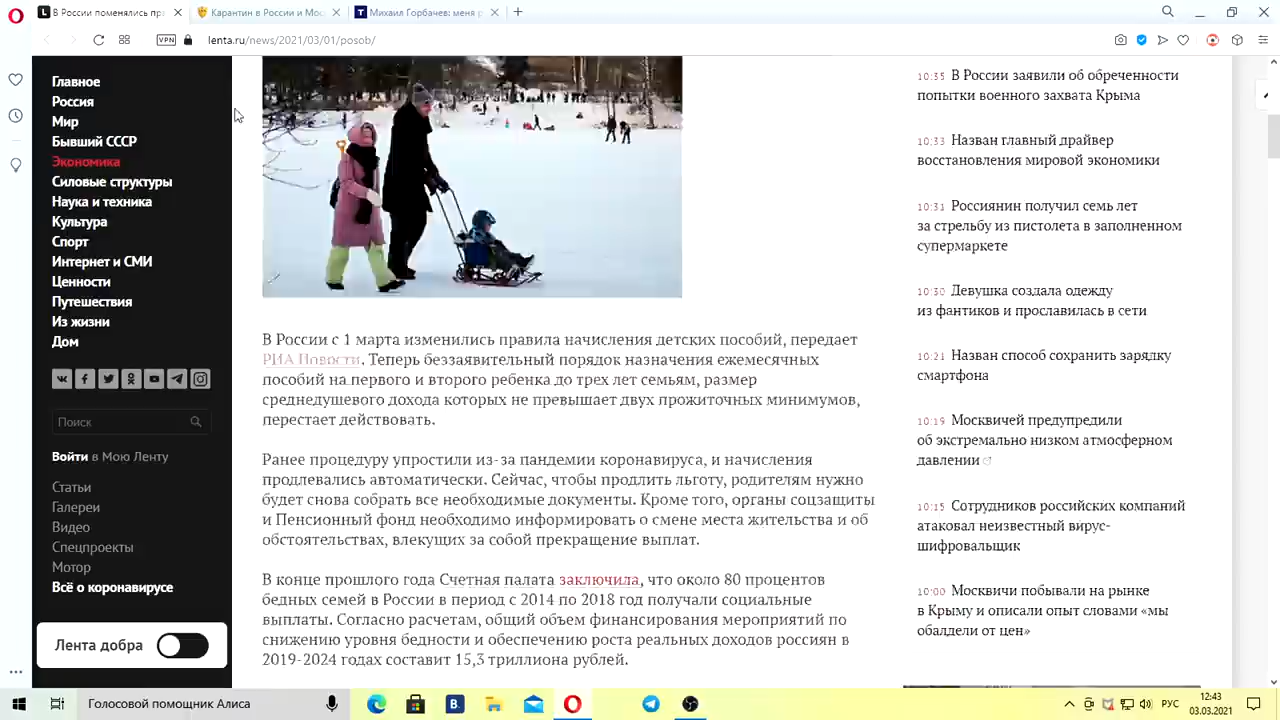 В России поменялись пра
Карантин в России и Мос
Михаил Горбачев: меня р
VPN
lenta.ru/news/2021/03/01/posob/
Главное
Россия
Мир
Бывший СССР
Экономика
Силовые структуры
Наука и техника
Культура
Спорт
Интернет и СМИ
Ценности
Путешествия
Из жизни
Дом
Поиск
Войти в Мою Ленту
Статьи
Галереи
Видео
Спецпроекты
Мотор
Всё о коронавирусе
Лента добра
В России с 1 марта изменились правила начисления детских пособий, передает
РИА Новости. Теперь беззаявительный порядок назначения ежемесячных
пособий на первого и второго ребенка до трех лет семьям, размер
среднедушевого дохода которых не превышает двух прожиточных минимумов,
перестает действовать.
Ранее процедуру упростили из-за пандемии коронавируса, и начисления
продлевались автоматически. Сейчас, чтобы продлить льготу, родителям нужно
будет снова собрать все необходимые документы. Кроме того, органы соцзащиты
и Пенсионный фонд необходимо информировать о смене места жительства и об
обстоятельствах, влекущих за собой прекращение выплат.
В конце прошлого года Счетная палата заключила, что около 80 процентов
бедных семей в России в период с 2014 по 2018 год получали социальные
выплаты. Согласно расчетам, общий объем финансирования мероприятий по
снижению уровня бедности и обеспечению роста реальных доходов россиян в
2019-2024 годах составит 15,3 триллиона рублей.
10:35 В России заявили об обреченности
попытки военного захвата Крыма
10:33 Назван главный драйвер
восстановления мировой экономики
10:31 Россиянин получил семь лет
за стрельбу из пистолета в заполненном
супермаркете
10:30 Девушка создала одежду
из фантиков и прославилась в сети
10:21 Назван способ сохранить зарядку
смартфона
10:19 Москвичей предупредили
об экстремально низком атмосферном
давлении
10:15 Сотрудников российских компаний
атаковал неизвестный вирус-
шифровальщик
10:00 Москвичи побывали на рынке
в Крыму и описали опыт словами «мы
обалдели от цен»
Голосовой помощник Алиса
B.
РУС
12:43
03.03.2021